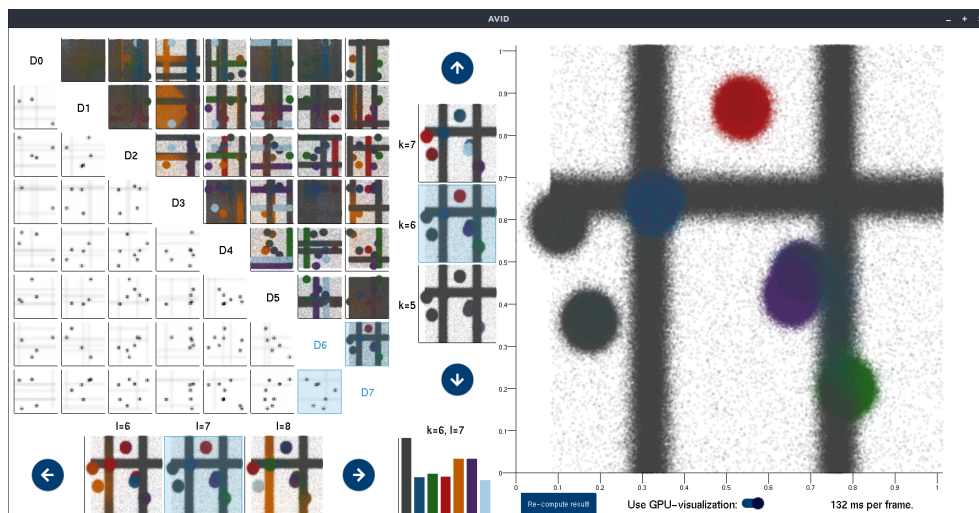 AVID
D0
D1
D2
D3
D4
D5
D6
D7
k=7
k=6
k=5
l=6 l=7 l=8
k=6, l=7
1
0.9
0.8
0.7
0.6
0.5
0.4
0.3
0.2
0.1
0
0 0.1 0.2 0.3 0.4 0.5 0.6 0.7 0.8 0.9 1
Re-compute result!
Use GPU-visualization:
132 ms per frame.